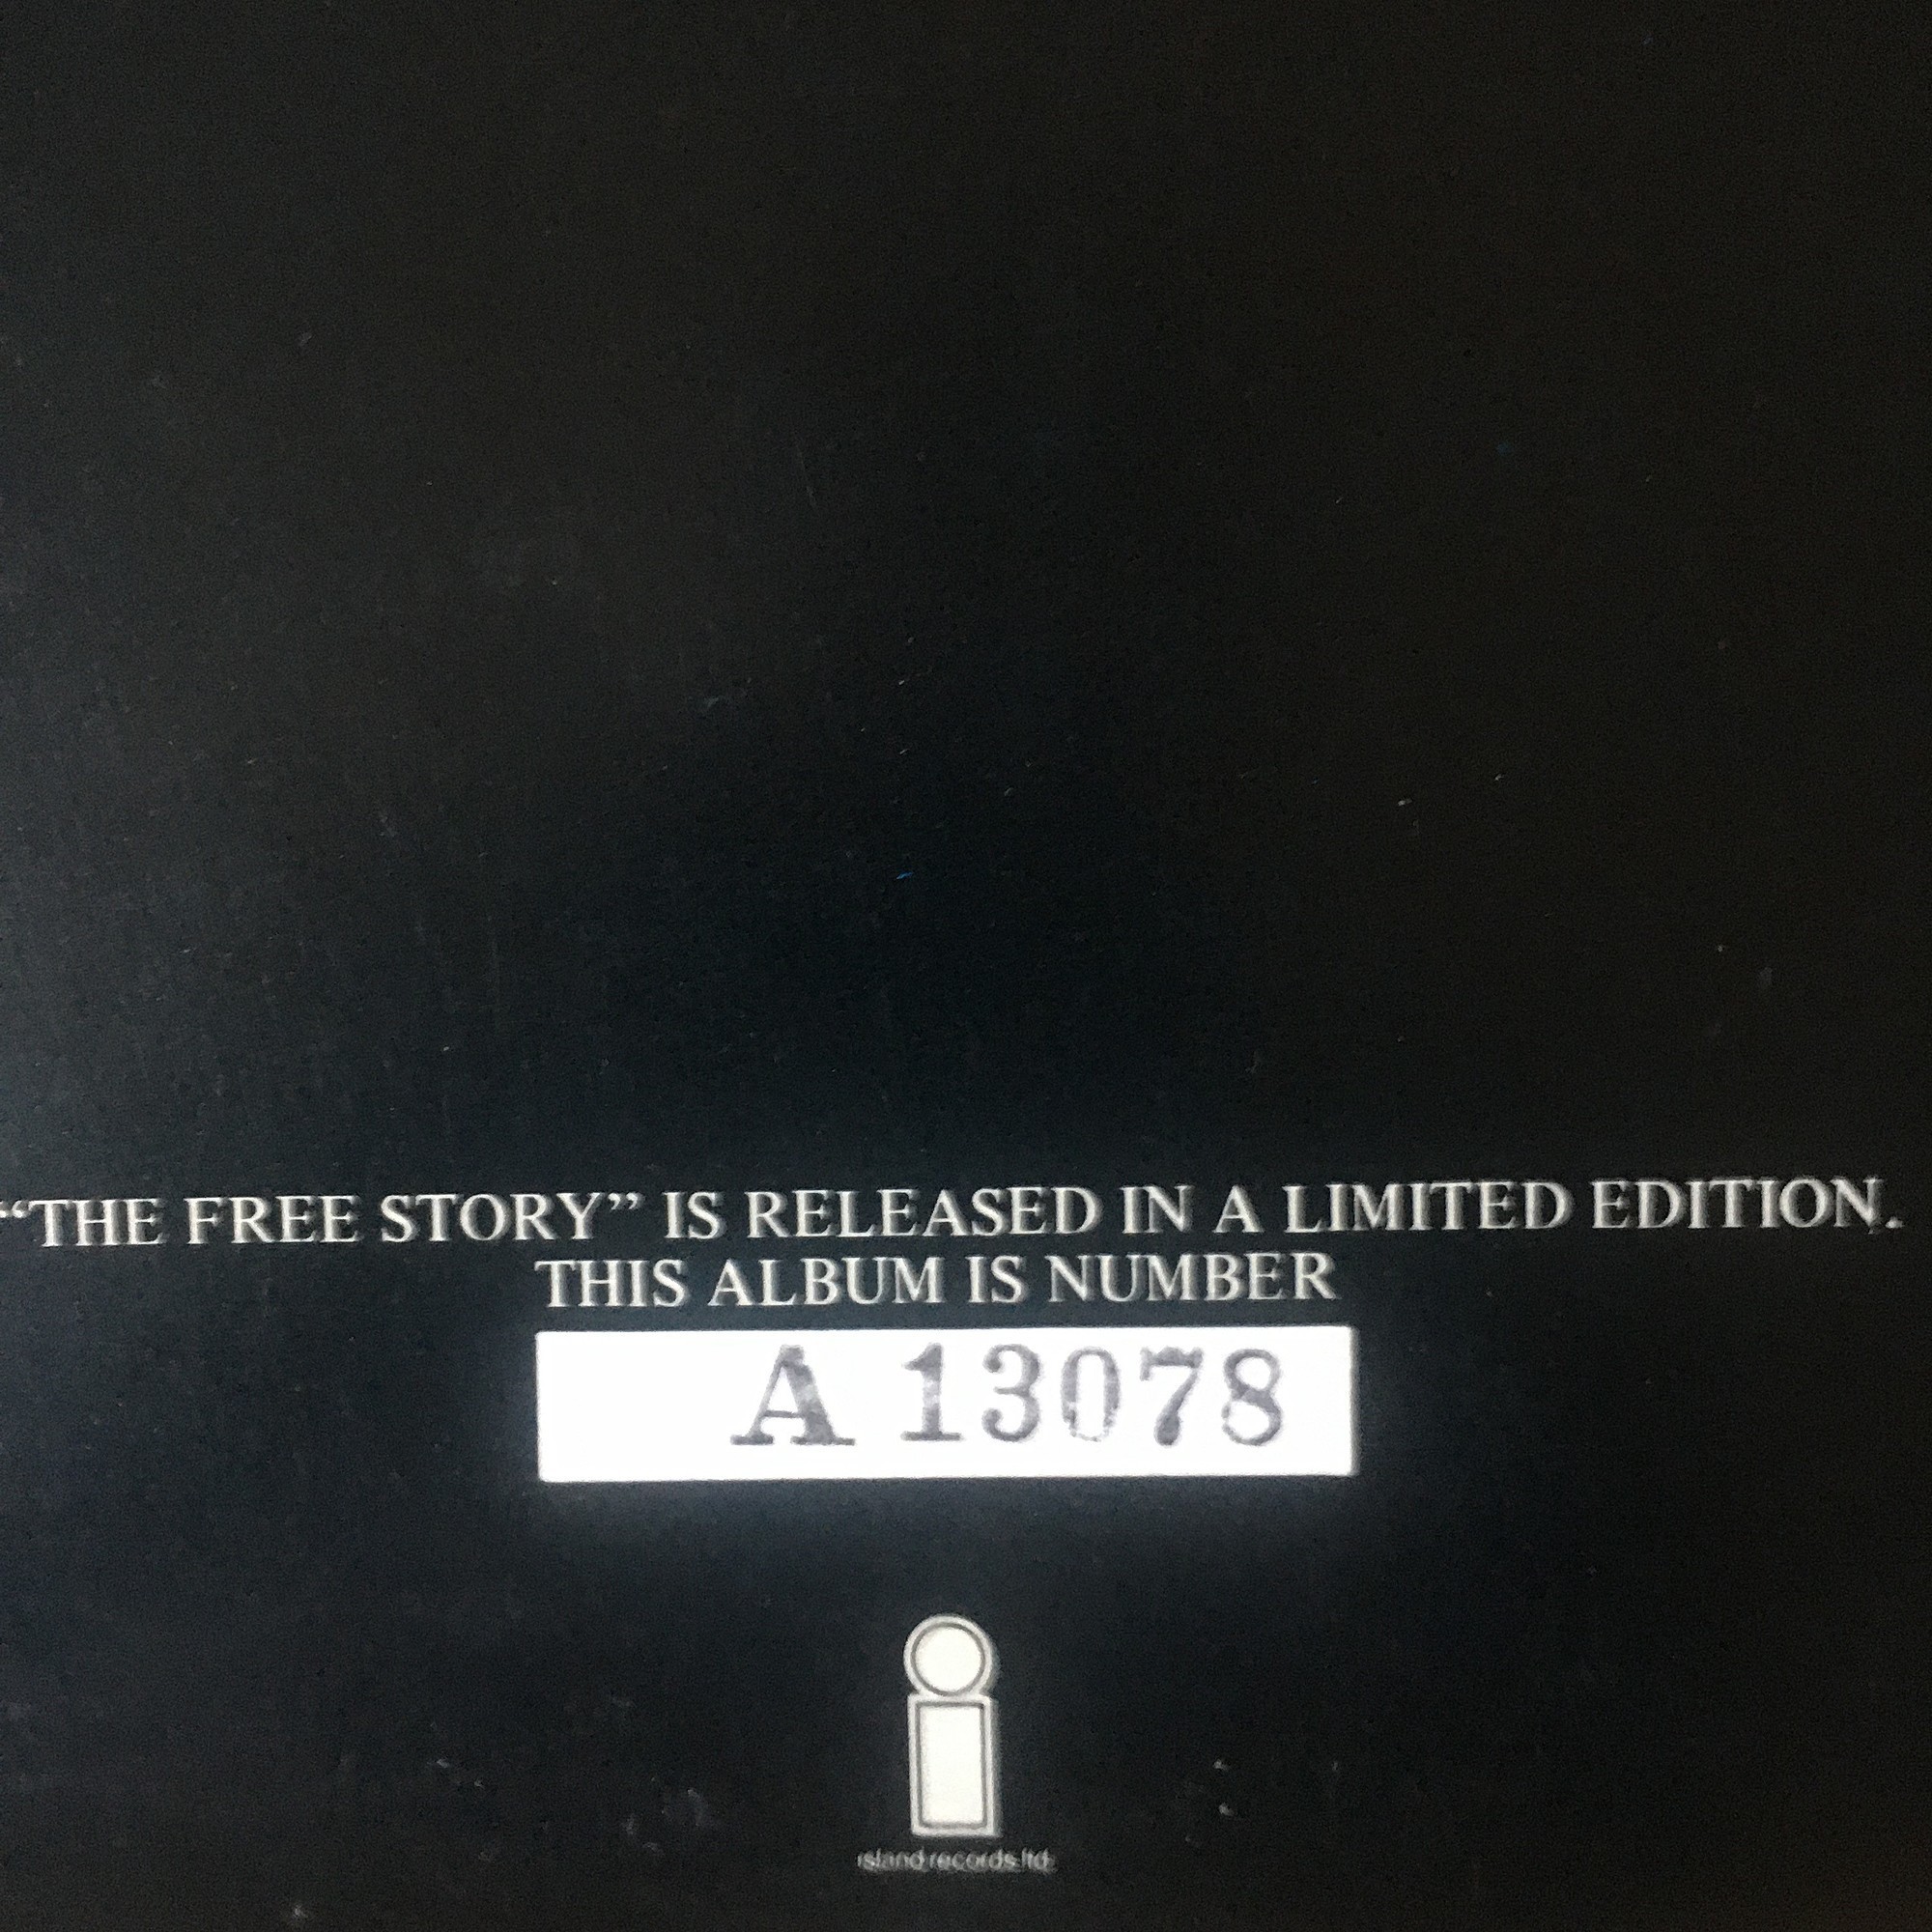 “THE FREE STORY” IS RELEASED IN A LIMITED EDITION.
THIS ALBUM IS NUMBER
A 13078
island records ltd.